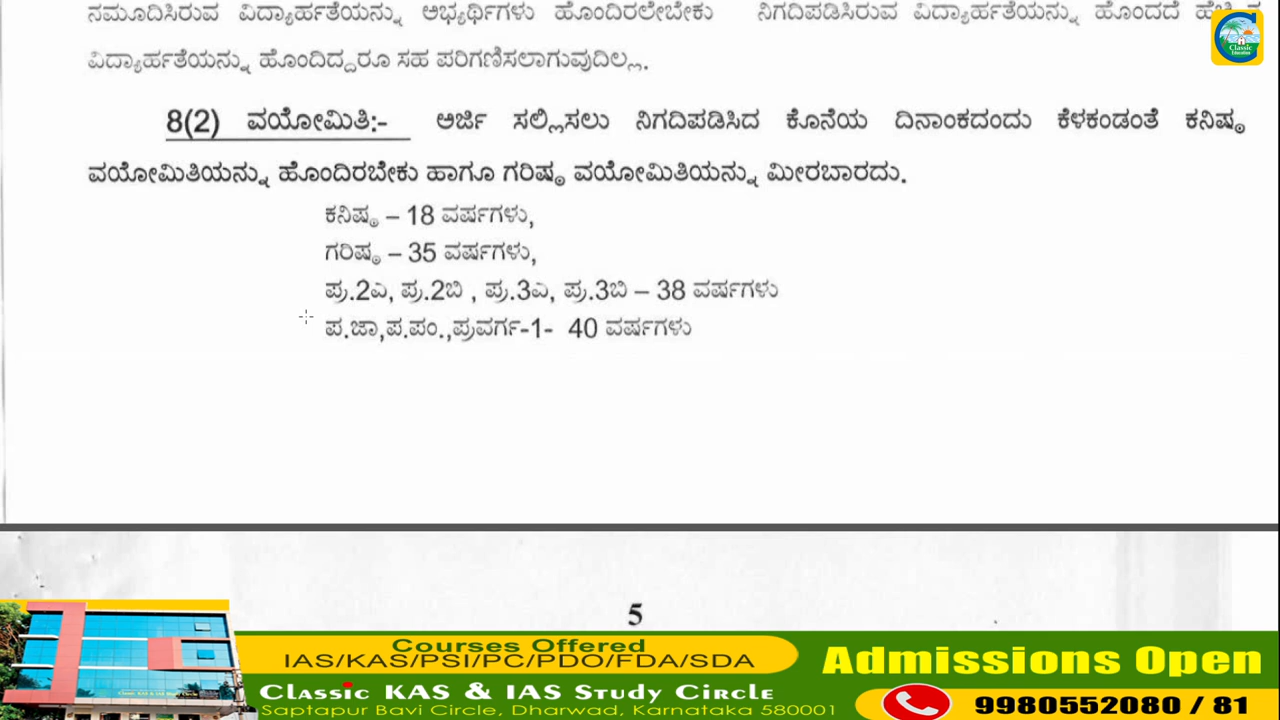 ನಮೂದಿಸಿರುವ ವಿದ್ಯಾರ್ಹತೆಯನ್ನು ಅಭ್ಯರ್ಥಿಗಳು ಹೊಂದಿರಲೇಬೇಕು ನಿಗದಿಪಡಿಸಿರುವ ವಿದ್ಯಾರ್ಹತೆಯನ್ನು ಹೊಂದದೆ
ವಿದ್ಯಾರ್ಹತೆಯನ್ನು ಹೊಂದಿದ್ದರೂ ಸಹ ಪರಿಗಣಿಸಲಾಗುವುದಿಲ್ಲ.
8(2) ವಯೋಮಿತಿ:- ಅರ್ಜಿ ಸಲ್ಲಿಸಲು ನಿಗದಿಪಡಿಸಿದ ಕೊನೆಯ ದಿನಾಂಕದಂದು ಕೆಳಕಂಡಂತೆ ಕನಿಷ್ಠ
ವಯೋಮಿತಿಯನ್ನು ಹೊಂದಿರಬೇಕು ಹಾಗೂ ಗರಿಷ್ಠ ವಯೋಮಿತಿಯನ್ನು ಮೀರಬಾರದು.
ಕನಿಷ್ಠ – 18 ವರ್ಷಗಳು,
ಗರಿಷ್ಠ – 35 ವರ್ಷಗಳು,
ಪ್ರ.2ಎ, ಪ್ರ.2ಬಿ , ಪ್ರ.3ಎ, ಪ್ರ.3ಬಿ – 38 ವರ್ಷಗಳು
ಪ.ಜಾ,ಪ.ಪಂ.,ಪ್ರವರ್ಗ-1- 40 ವರ್ಷಗಳು
5
Classic
Education
Courses Offered
IAS/KAS/PSI/PC/PDO/FDA/SDA
Classic KAS & IAS Study Circle
Saptapur Bavi Circle, Dharwad, Karnataka 580001
Admissions Open
9980552080 / 81